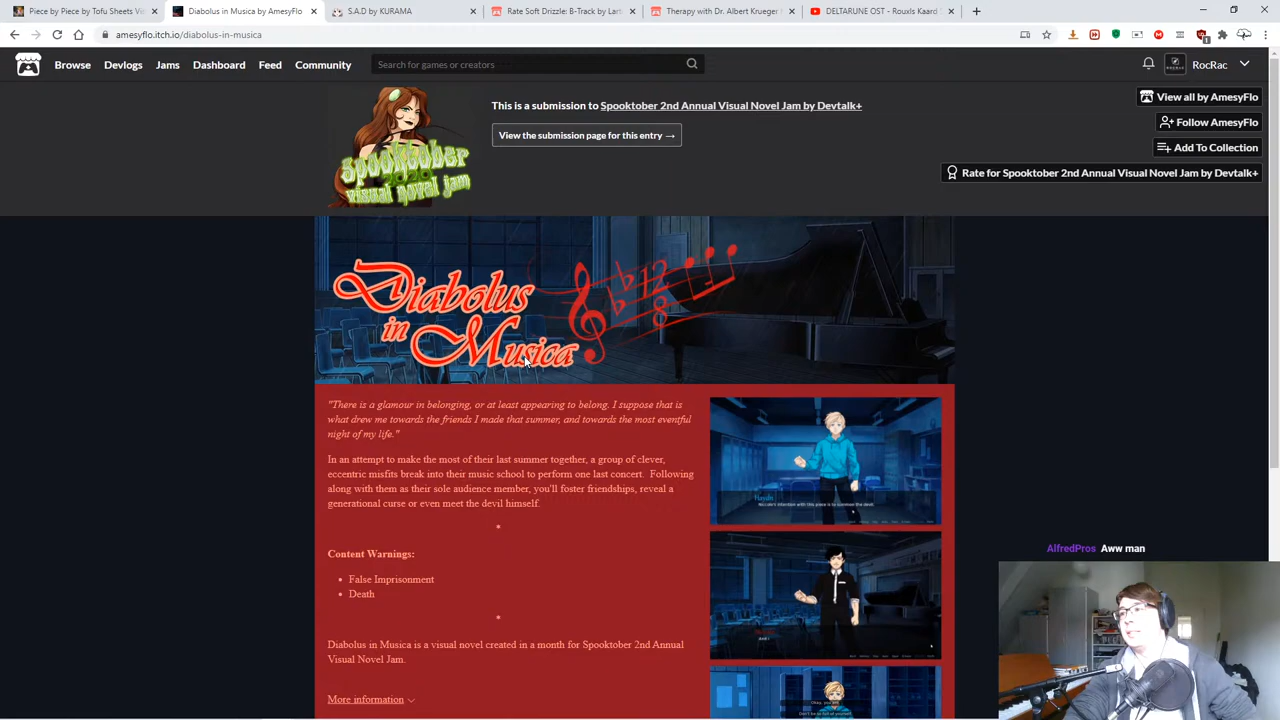 Piece by Piece by Tofu Sheets Vi
Diabolus in Musica by AmesyFlo
S.A.D by KURAMA
Rate Soft Drizzle: B-Track by Lart
Therapy with Dr. Albert Krueger
DELTARUNE OST - Rouxls Kaard
amesyflo.itch.io/diabolus-in-musica
Browse Devlogs Jams Dashboard Feed Community
Search for games or creators
RocRac
This is a submission to Spooktober 2nd Annual Visual Novel Jam by Devtalk+
View the submission page for this entry →
View all by AmesyFlo
Follow AmesyFlo
Add To Collection
Rate for Spooktober 2nd Annual Visual Novel Jam by Devtalk+
Spooktober
2020
visual novel jam
Diabolus
in Musica
"There is a glamour in belonging, or at least appearing to belong. I suppose that is
what drew me towards the friends I made that summer, and towards the most eventful
night of my life."
In an attempt to make the most of their last summer together, a group of clever,
eccentric misfits break into their music school to perform one last concert. Following
along with them as their sole audience member, you'll foster friendships, reveal a
generational curse or even meet the devil himself.
*
Content Warnings:
• False Imprisonment
• Death
*
Diabolus in Musica is a visual novel created in a month for Spooktober 2nd Annual
Visual Novel Jam.
More information
Haydn
AlfredPros Aww man